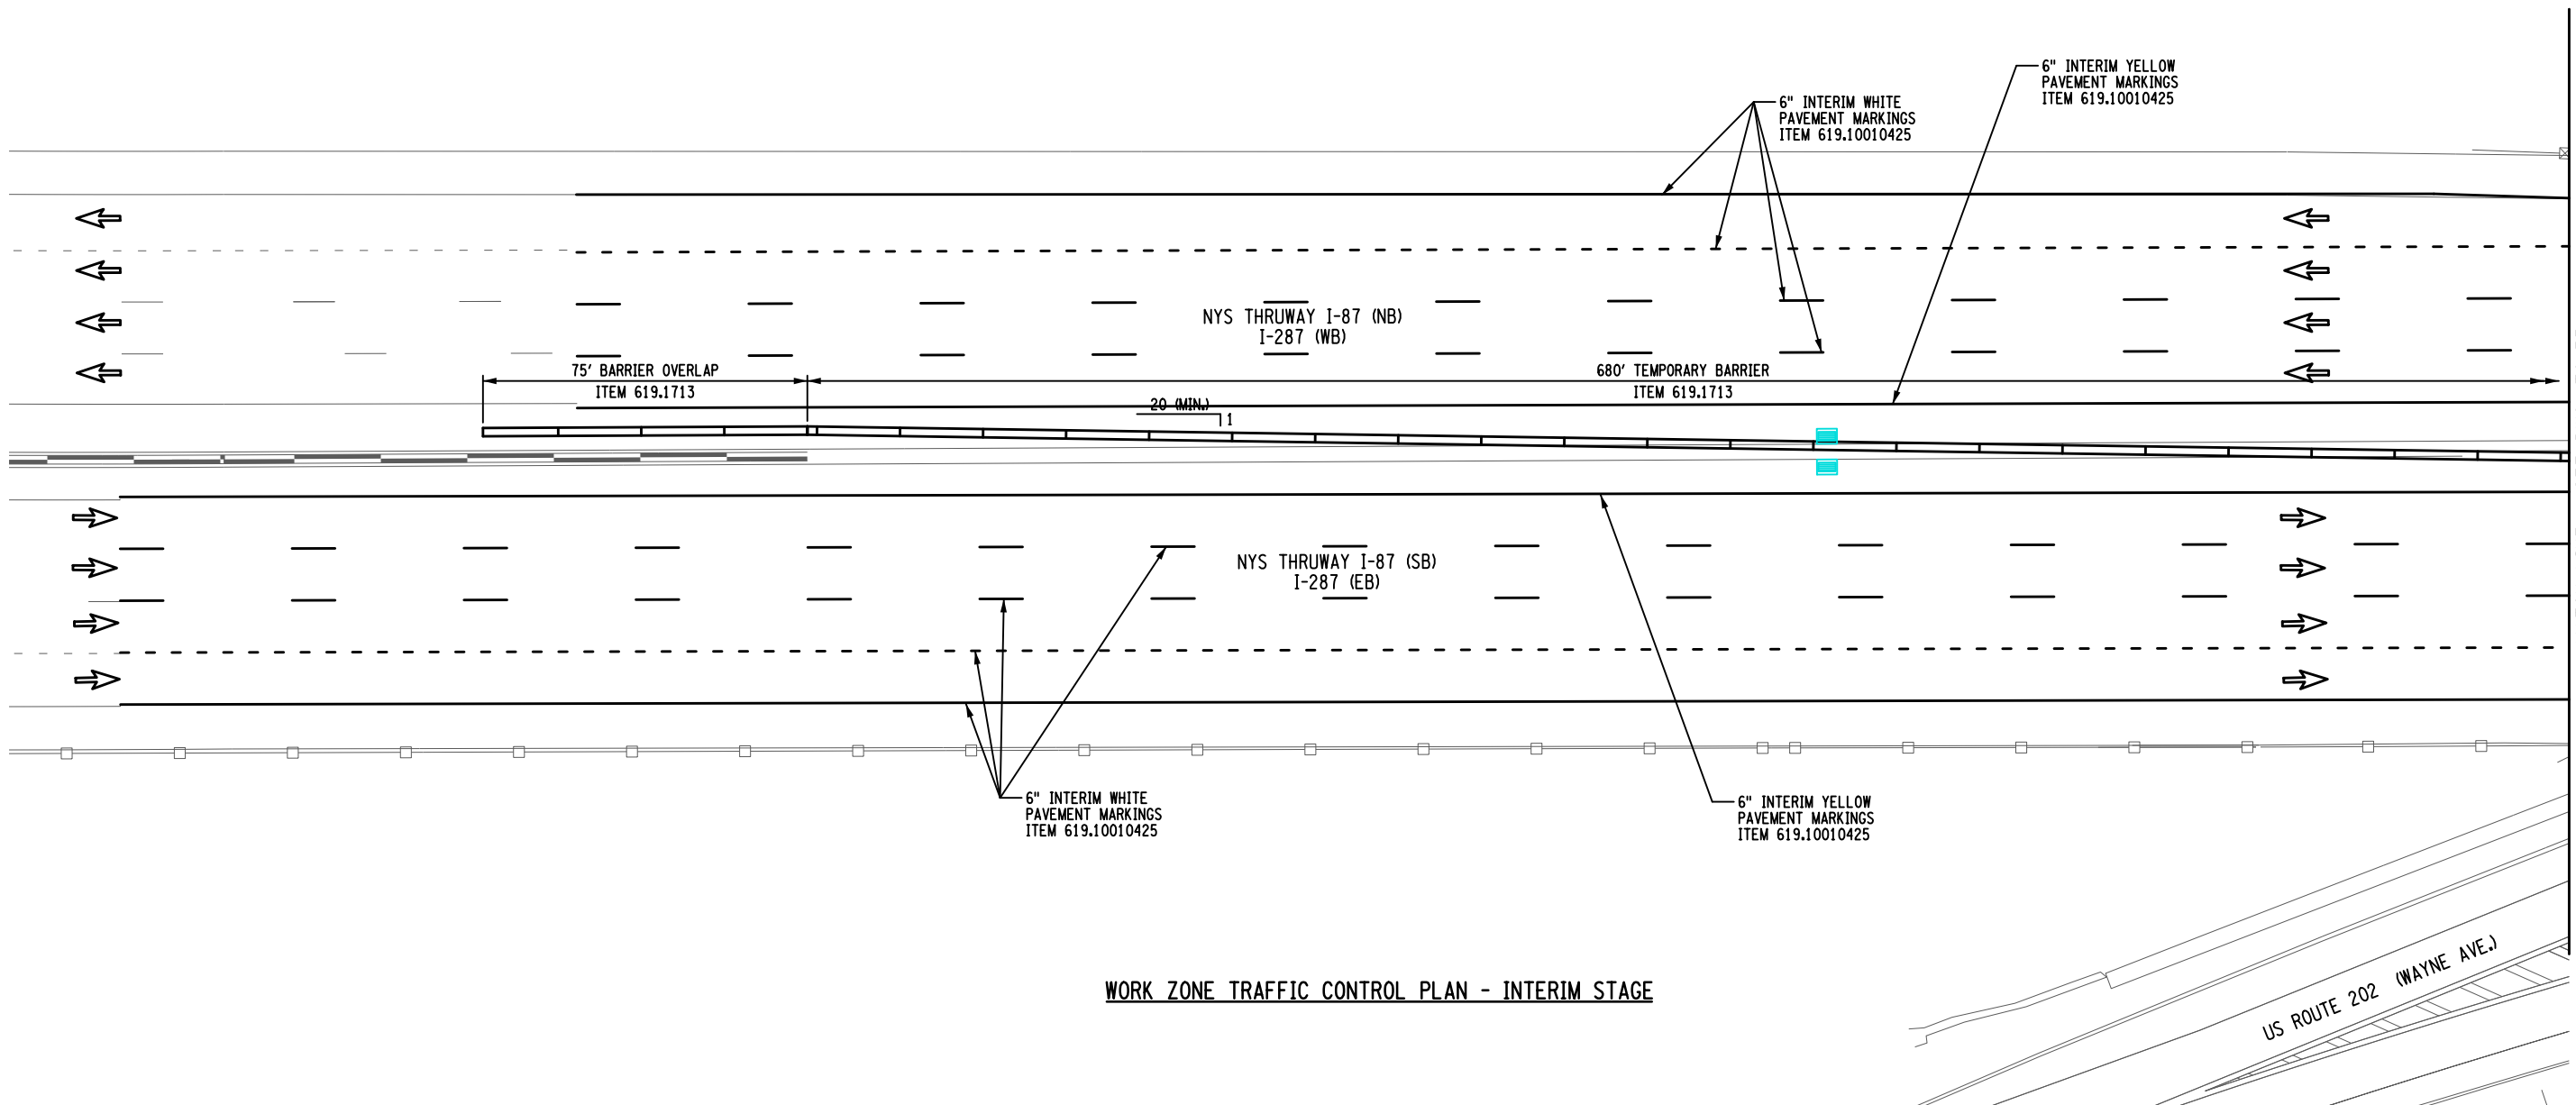 6" INTERIM YELLOW
PAVEMENT MARKINGS
ITEM 619.10010425
6" INTERIM WHITE
PAVEMENT MARKINGS
ITEM 619.10010425
NYS THRUWAY I-87 (NB)
I-287 (WB)
75' BARRIER OVERLAP
ITEM 619.1713
680' TEMPORARY BARRIER
ITEM 619.1713
20 (MIN.)
1
NYS THRUWAY I-87 (SB)
I-287 (EB)
6" INTERIM WHITE
PAVEMENT MARKINGS
ITEM 619.10010425
6" INTERIM YELLOW
PAVEMENT MARKINGS
ITEM 619.10010425
WORK ZONE TRAFFIC CONTROL PLAN - INTERIM STAGE
US ROUTE 202 (WAYNE AVE.)